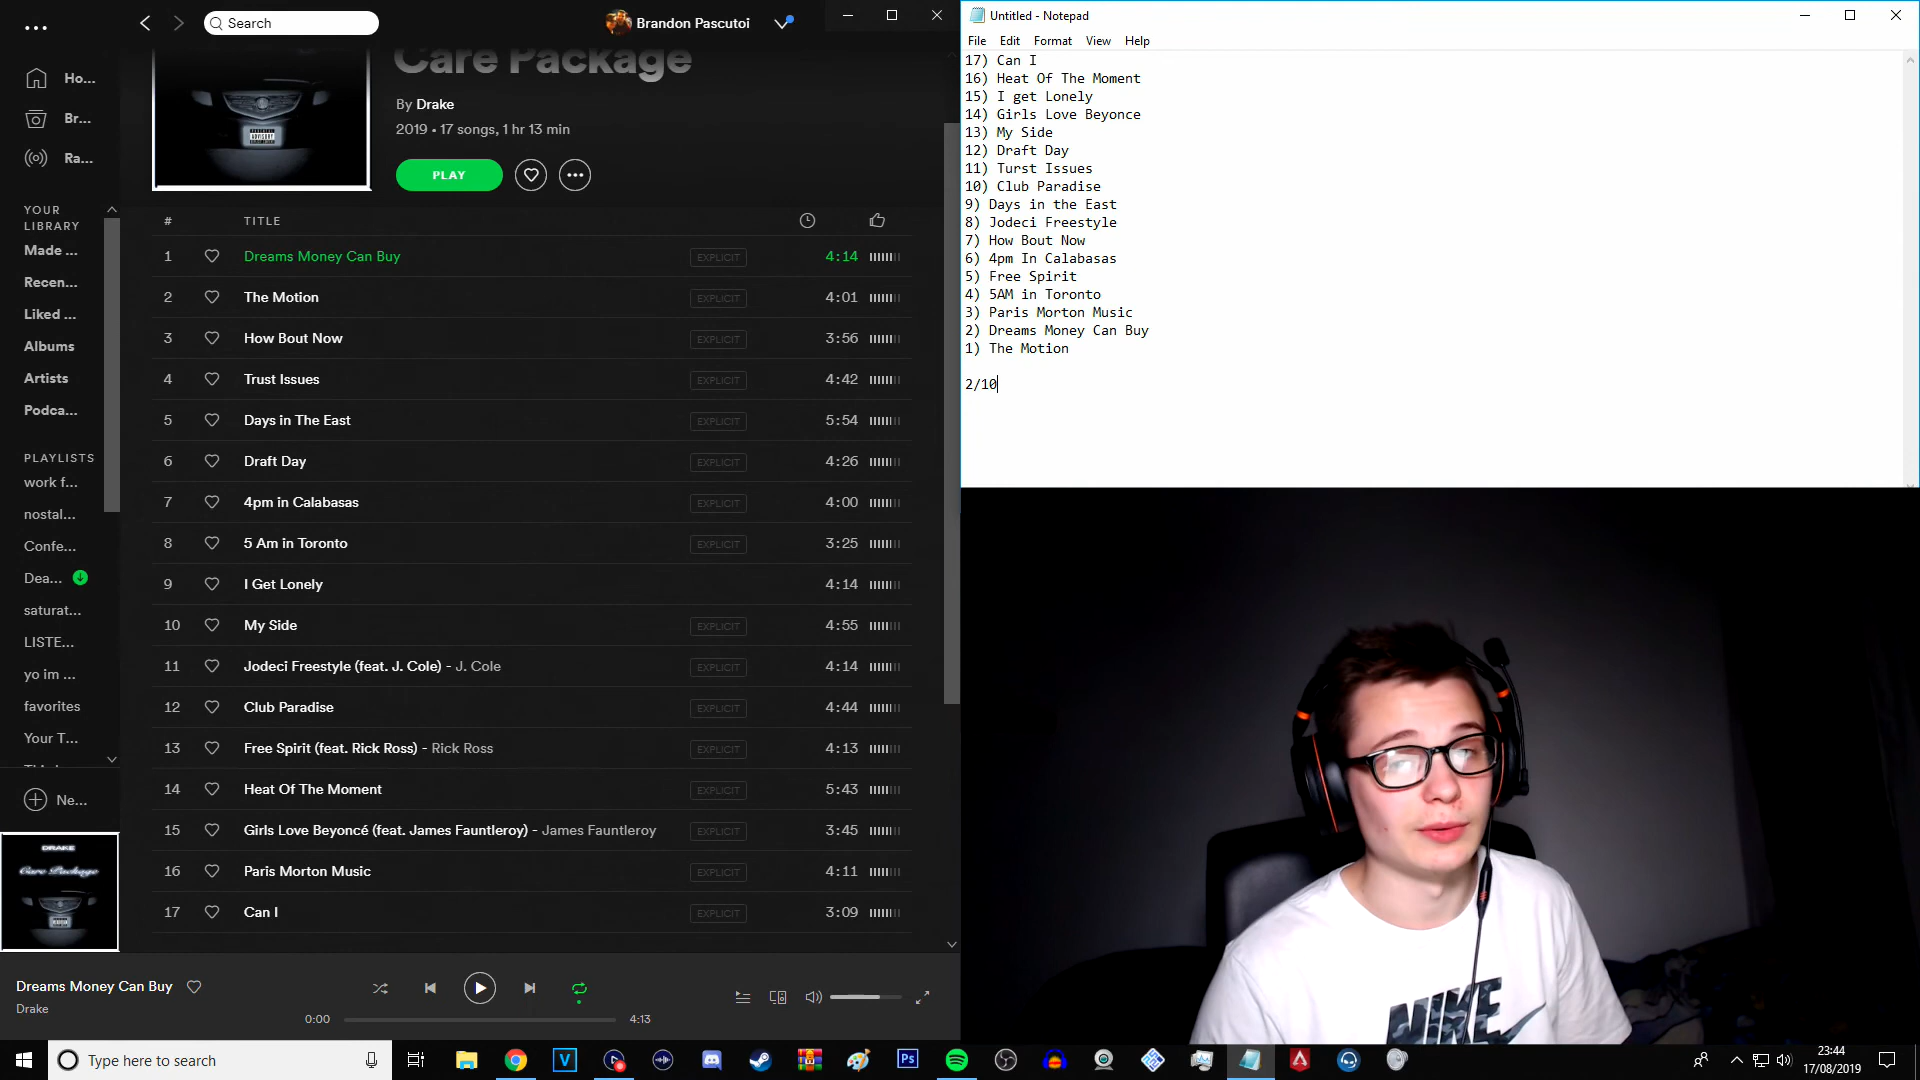 Search
Brandon Pascutoi
Ho...
Br...
Ra...
YOUR
LIBRARY
Made ...
Recen...
Liked ...
Albums
Artists
Podca...
PLAYLISTS
work f...
nostal...
Confe...
Dea...
saturat...
LISTE...
yo im ...
favorites
Your T...
Ne...
DRAKE
Care Package
Care Package
By Drake
2019 • 17 songs, 1 hr 13 min
PLAY
# TITLE
1 Dreams Money Can Buy EXPLICIT 4:14
2 The Motion EXPLICIT 4:01
3 How Bout Now EXPLICIT 3:56
4 Trust Issues EXPLICIT 4:42
5 Days in The East EXPLICIT 5:54
6 Draft Day EXPLICIT 4:26
7 4pm in Calabasas EXPLICIT 4:00
8 5 Am in Toronto EXPLICIT 3:25
9 I Get Lonely 4:14
10 My Side EXPLICIT 4:55
11 Jodeci Freestyle (feat. J. Cole) - J. Cole EXPLICIT 4:14
12 Club Paradise EXPLICIT 4:44
13 Free Spirit (feat. Rick Ross) - Rick Ross EXPLICIT 4:13
14 Heat Of The Moment EXPLICIT 5:43
15 Girls Love Beyoncé (feat. James Fauntleroy) - James Fauntleroy EXPLICIT 3:45
16 Paris Morton Music EXPLICIT 4:11
17 Can I EXPLICIT 3:09
Dreams Money Can Buy
Drake
0:00
4:13
Untitled - Notepad
File Edit Format View Help
17) Can I
16) Heat Of The Moment
15) I get Lonely
14) Girls Love Beyonce
13) My Side
12) Draft Day
11) Turst Issues
10) Club Paradise
9) Days in the East
8) Jodeci Freestyle
7) How Bout Now
6) 4pm In Calabasas
5) Free Spirit
4) 5AM in Toronto
3) Paris Morton Music
2) Dreams Money Can Buy
1) The Motion
2/10
NIKE
Type here to search
V
Ps
23:44
17/08/2019